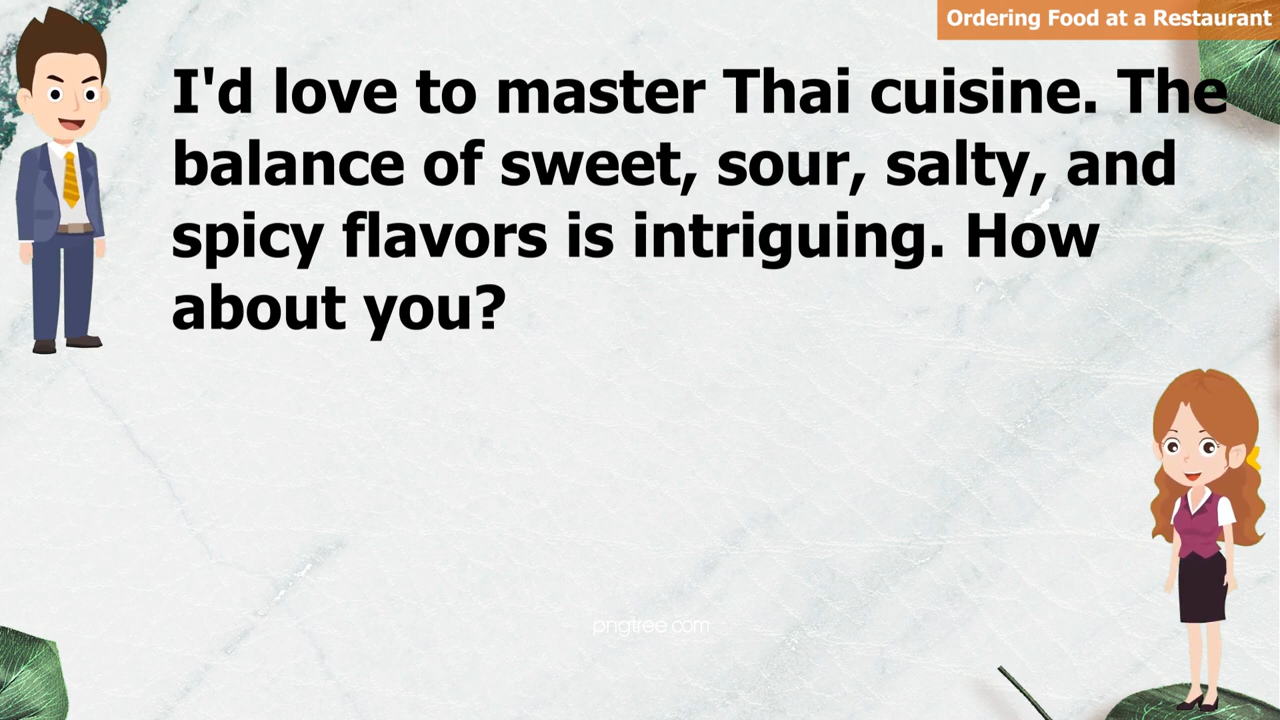 Ordering Food at a Restaurant
I'd love to master Thai cuisine. The
balance of sweet, sour, salty, and
spicy flavors is intriguing. How
about you?
pngtree.com